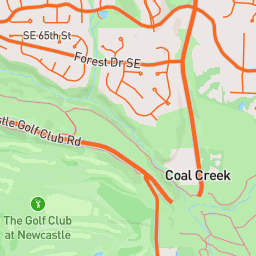 SE 65th St
Forest Dr SE
stle Golf Club Rd
Coal Creek
The Golf Club
at Newcastle